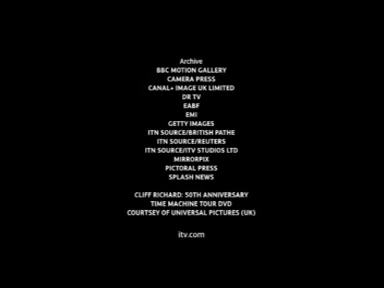 Archive
BBC MOTION GALLERY
CAMERA PRESS
CANAL+ IMAGE UK LIMITED
DR TV
EABF
EMI
GETTY IMAGES
ITN SOURCE/BRITISH PATHE
ITN SOURCE/REUTERS
ITN SOURCE/ITV STUDIOS LTD
MIRRORPIX
PICTORAL PRESS
SPLASH NEWS
CLIFF RICHARD: 50TH ANNIVERSARY
TIME MACHINE TOUR DVD
COURTSEY OF UNIVERSAL PICTURES (UK)
itv.com